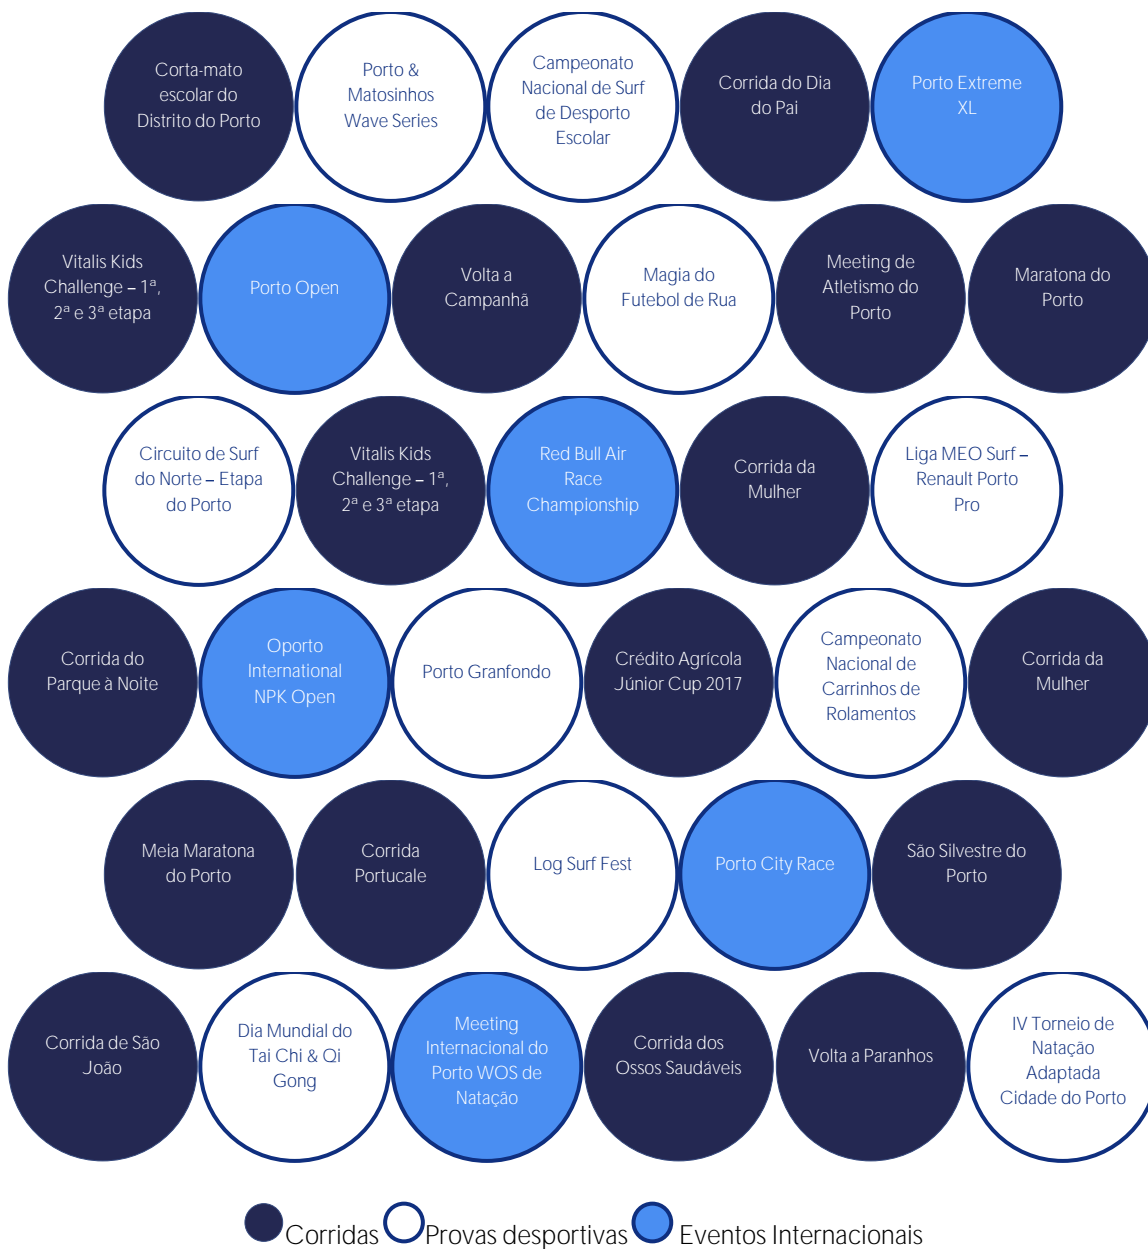 Corta-mato
escolar do
Distrito do Porto
Porto &
Matosinhos
Wave Series
Campeonato
Nacional de Surf
de Desporto
Escolar
Corrida do Dia
do Pai
Porto Extreme
XL
Vitalis Kids
Challenge – 1ª,
2ª e 3ª etapa
Porto Open
Volta a
Campanhã
Magia do
Futebol de Rua
Meeting de
Atletismo do
Porto
Maratona do
Porto
Circuito de Surf
do Norte – Etapa
do Porto
Vitalis Kids
Challenge – 1ª,
2ª e 3ª etapa
Red Bull Air
Race
Championship
Corrida da
Mulher
Liga MEO Surf –
Renault Porto
Pro
Corrida do
Parque à Noite
Oporto
International
NPK Open
Porto Granfondo
Crédito Agrícola
Júnior Cup 2017
Campeonato
Nacional de
Carrinhos de
Rolamentos
Corrida da
Mulher
Meia Maratona
do Porto
Corrida
Portucale
Log Surf Fest
Porto City Race
São Silvestre do
Porto
Corrida de São
João
Dia Mundial do
Tai Chi & Qi
Gong
Meeting
Internacional do
Porto WOS de
Natação
Corrida dos
Ossos Saudáveis
Volta a Paranhos
IV Torneio de
Natação
Adaptada
Cidade do Porto
Corridas
Provas desportivas
Eventos Internacionais